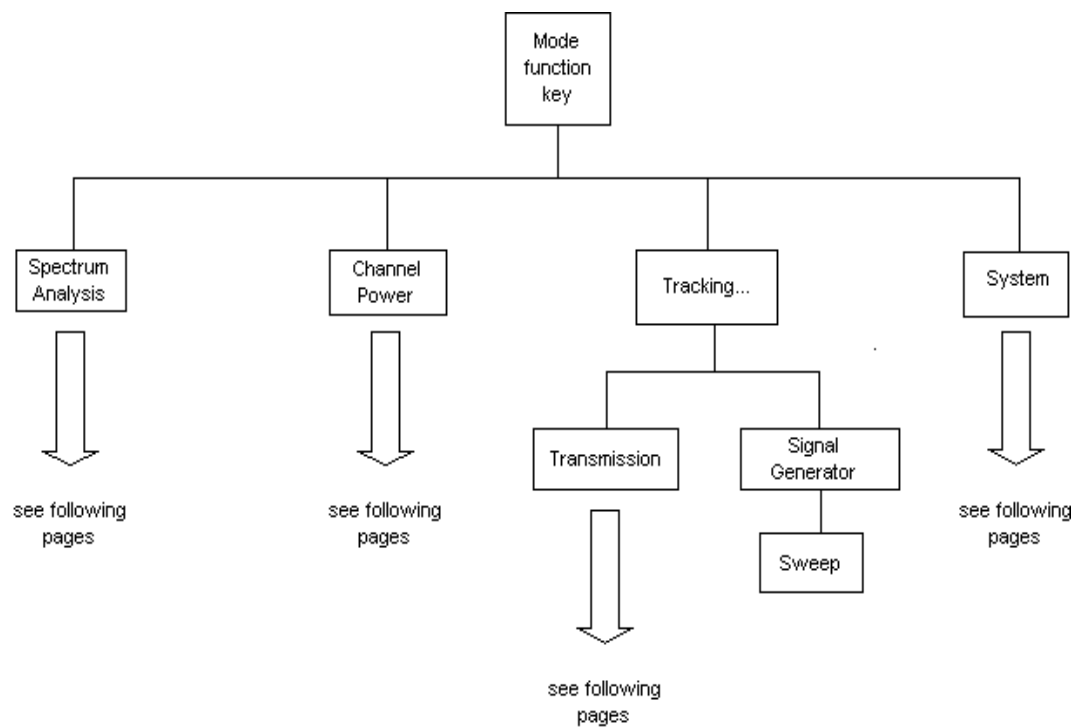 Mode
function
key
Spectrum
Analysis
Channel
Power
Tracking...
System
Transmission
Signal
Generator
see following
pages
see following
pages
see following
pages
Sweep
see following
pages